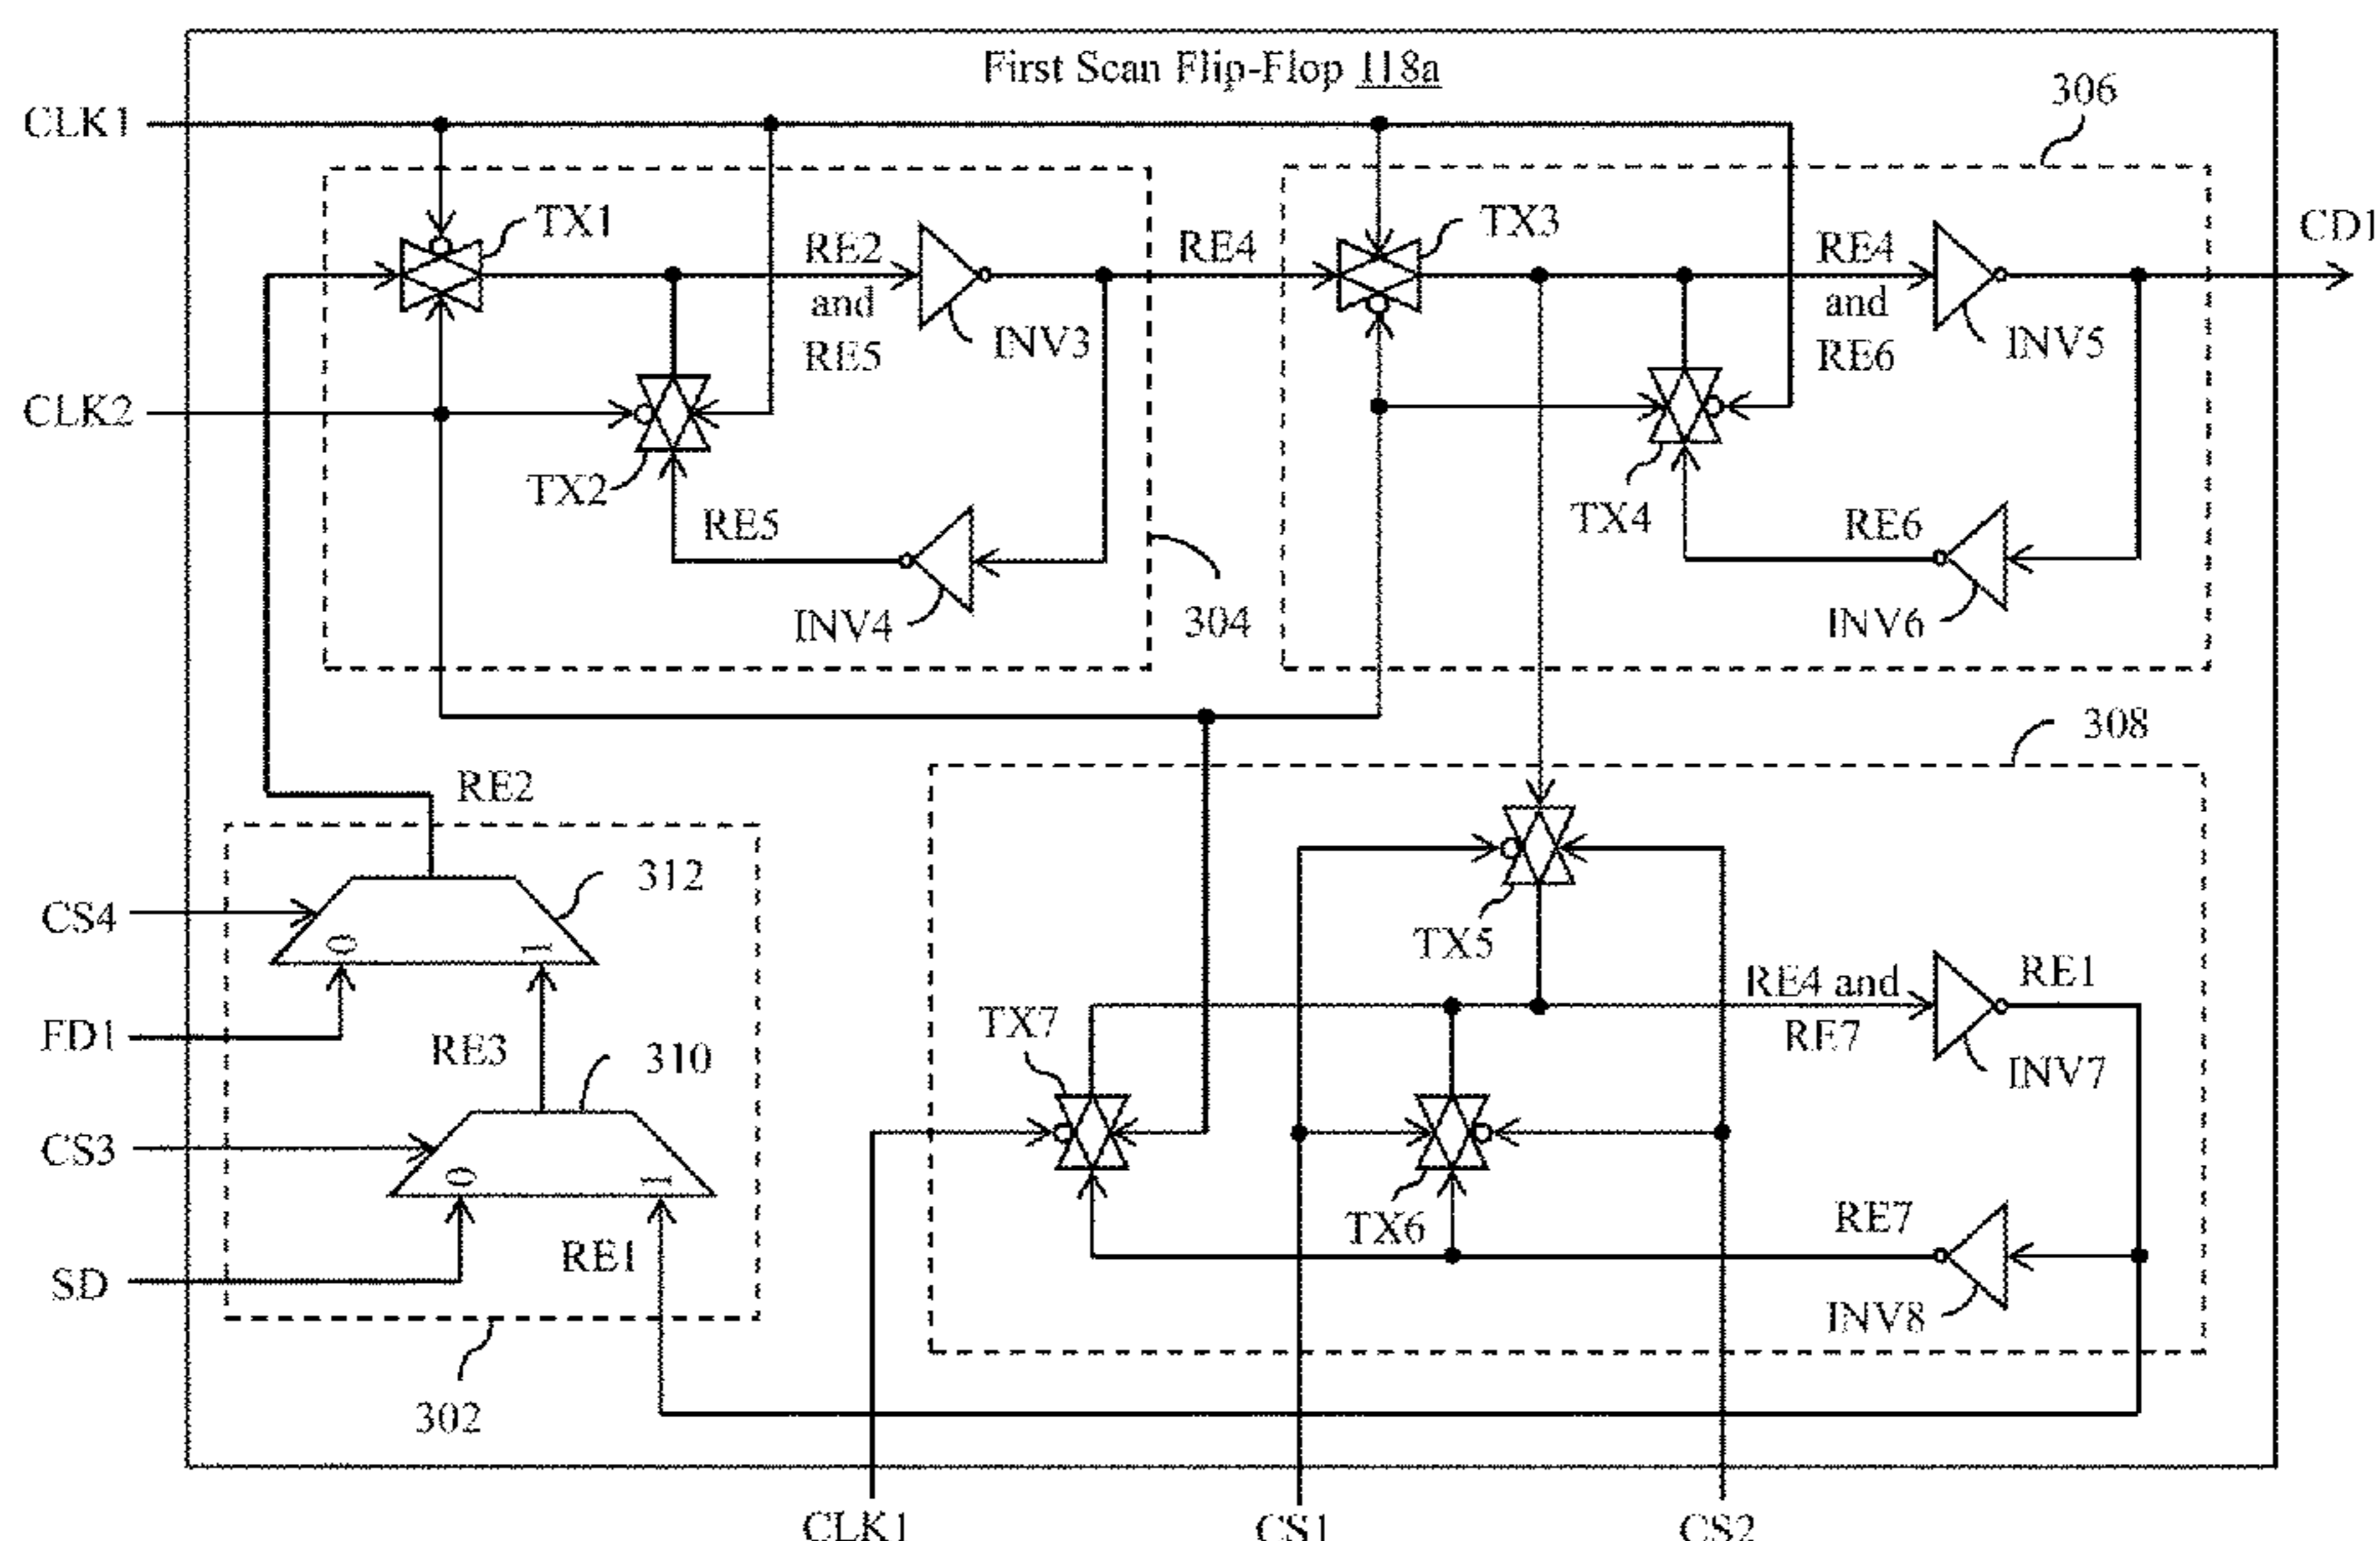 First Scan Flip-Flop 118a
306
CLK1
TX1
TX3
CD1
RE2
and
RE5
RE4
RE4
and
RE6
INV3
INV5
CLK2
TX2
TX4
RE5
RE6
INV4
304
INV6
308
RE2
312
CS4
0
1
TX5
RE4 and
RE7
RE1
FD1
TX7
RE3
310
INV7
CS3
0
1
RE1
TX6
RE7
SD
INV8
302
CLK1
CS1
CS2